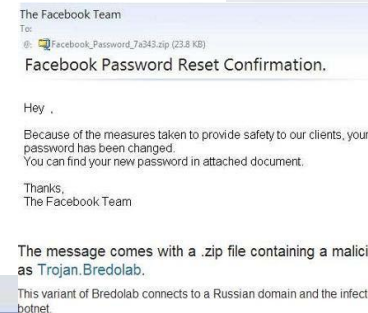 The Facebook Team
To:
Facebook_Password_7a343.zip (23.8 KB)
Facebook Password Reset Confirmation.
Hey ,
Because of the measures taken to provide safety to our clients, your
password has been changed.
You can find your new password in attached document.
Thanks,
The Facebook Team
The message comes with a .zip file containing a malici
as Trojan.Bredolab.
This variant of Bredolab connects to a Russian domain and the infect
botnet.